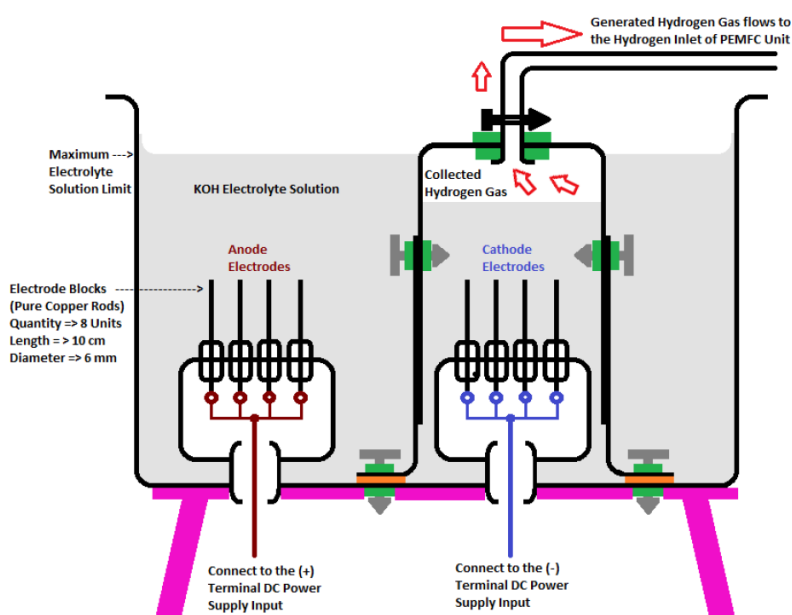 Generated Hydrogen Gas flows to
the Hydrogen Inlet of PEMFC Unit
Maximum --->
Electrolyte
Solution Limit
KOH Electrolyte Solution
Collected
Hydrogen Gas
Anode
Electrodes
Cathode
Electrodes
Electrode Blocks ---------------->
(Pure Copper Rods)
Quantity => 8 Units
Length = > 10 cm
Diameter => 6 mm
Connect to the (+)
Terminal DC Power
Supply Input
Connect to the (-)
Terminal DC Power
Supply Input